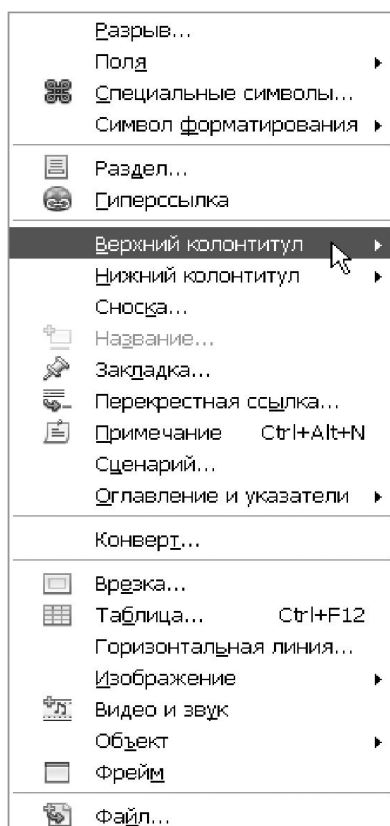 Разрыв...
Поля
Специальные символы...
Символ форматирования
Раздел...
Гиперссылка
Верхний колонтитул
Нижний колонтитул
Сноска...
Название...
Закладка...
Перекрестная ссылка...
Примечание Ctrl+Alt+N
Сценарий...
Оглавление и указатели
Конверт...
Врезка...
Таблица... Ctrl+F12
Горизонтальная линия...
Изображение
Видео и звук
Объект
Фрейм
Файл...